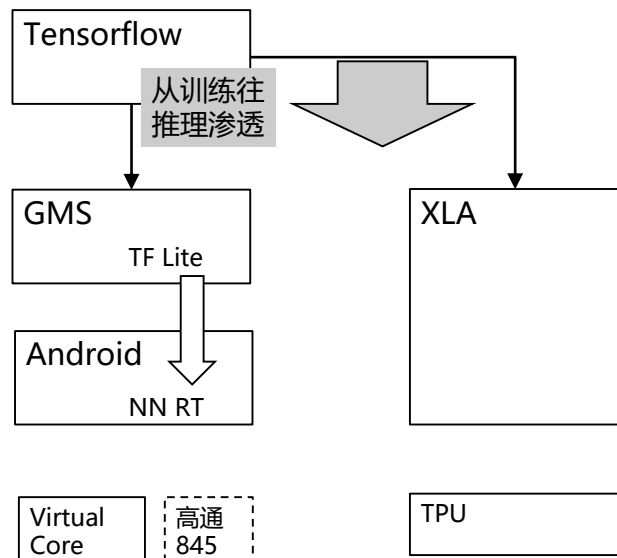 Tensorflow
从训练往
推理渗透
GMS
TF Lite
XLA
Android
NN RT
Virtual
Core
高通
845
TPU